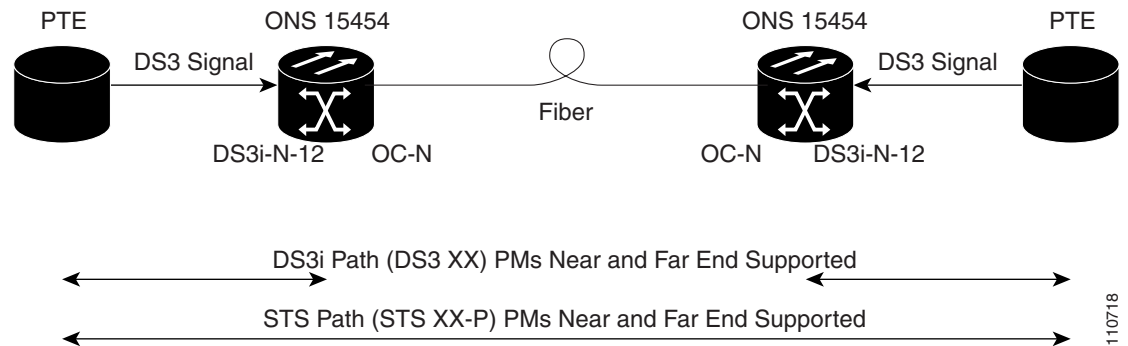 PTE
ONS 15454
ONS 15454
PTE
DS3 Signal
DS3 Signal
Fiber
DS3i-N-12
OC-N
OC-N
DS3i-N-12
DS3i Path (DS3 XX) PMs Near and Far End Supported
STS Path (STS XX-P) PMs Near and Far End Supported
110718